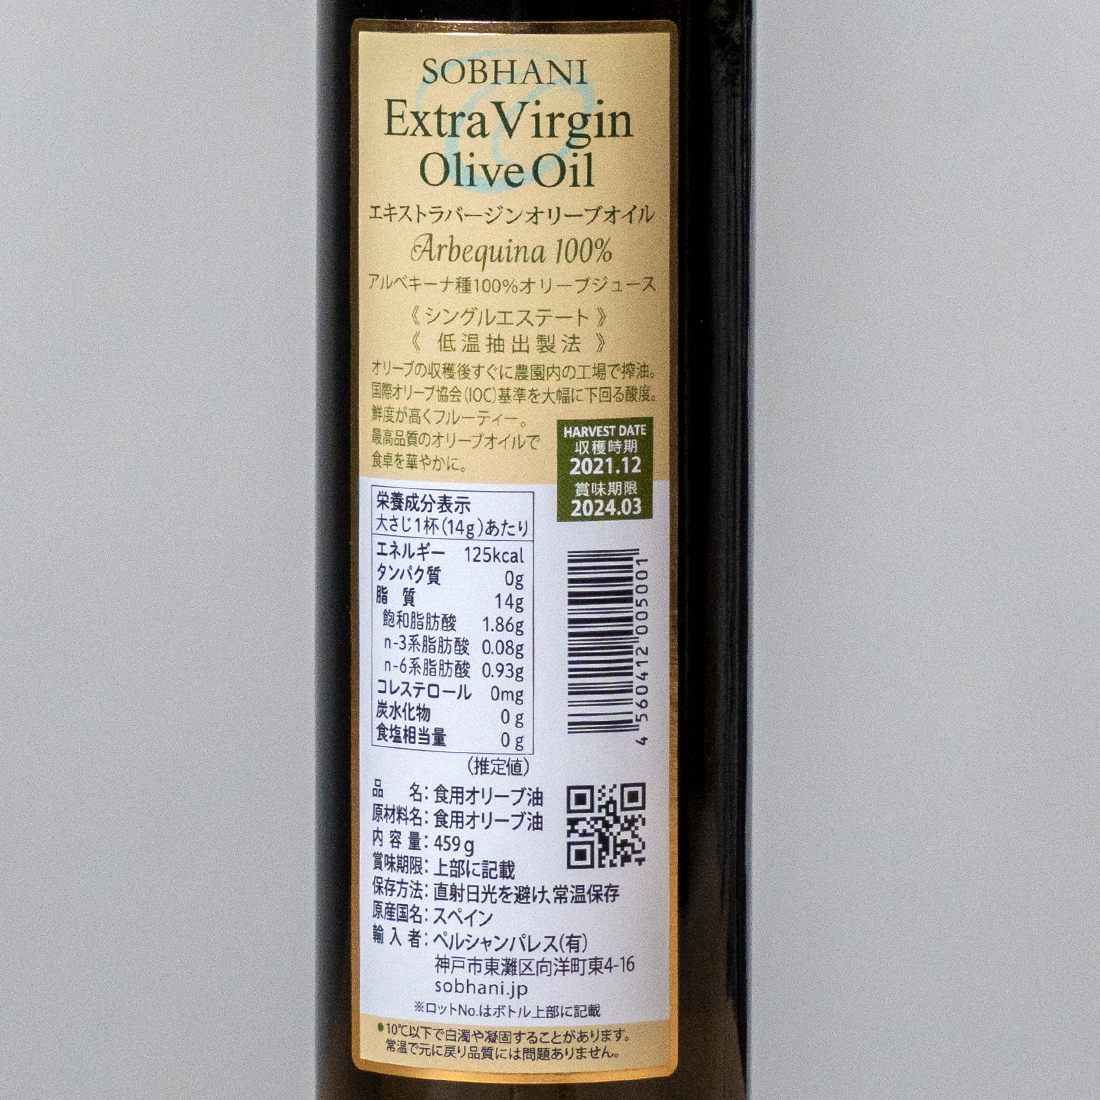 SOBHANI
Extra Virgin
Olive Oil
エキストラバージンオリーブオイル
Arbequina 100%
アルベキーナ種100%オリーブジュース
《 シングルエステート 》
《 低温抽出製法 》
オリーブの収穫後すぐに農園内の工場で搾油。
国際オリーブ協会(IOC)基準を大幅に下回る酸度。
鮮度が高くフルーティー。
最高品質のオリーブオイルで
食卓を華やかに。
HARVEST DATE
収穫時期
2021.12
賞味期限
2024.03
栄養成分表示
大さじ1杯(14g)あたり
エネルギー 125kcal
タンパク質 0g
脂 質 14g
飽和脂肪酸 1.86g
n-3系脂肪酸 0.08g
n-6系脂肪酸 0.93g
コレステロール 0mg
炭水化物 0g
食塩相当量 0g
(推定値)
4 560412 005001
品 名:食用オリーブ油
原材料名:食用オリーブ油
内 容 量:459g
賞味期限:上部に記載
保存方法:直射日光を避け、常温保存
原産国名:スペイン
輸 入 者:ペルシャンパレス(有)
神戸市東灘区向洋町東4-16
sobhani.jp
※ロットNo.はボトル上部に記載
●10℃以下で白濁や凝固することがあります。
常温で元に戻り品質には問題ありません。